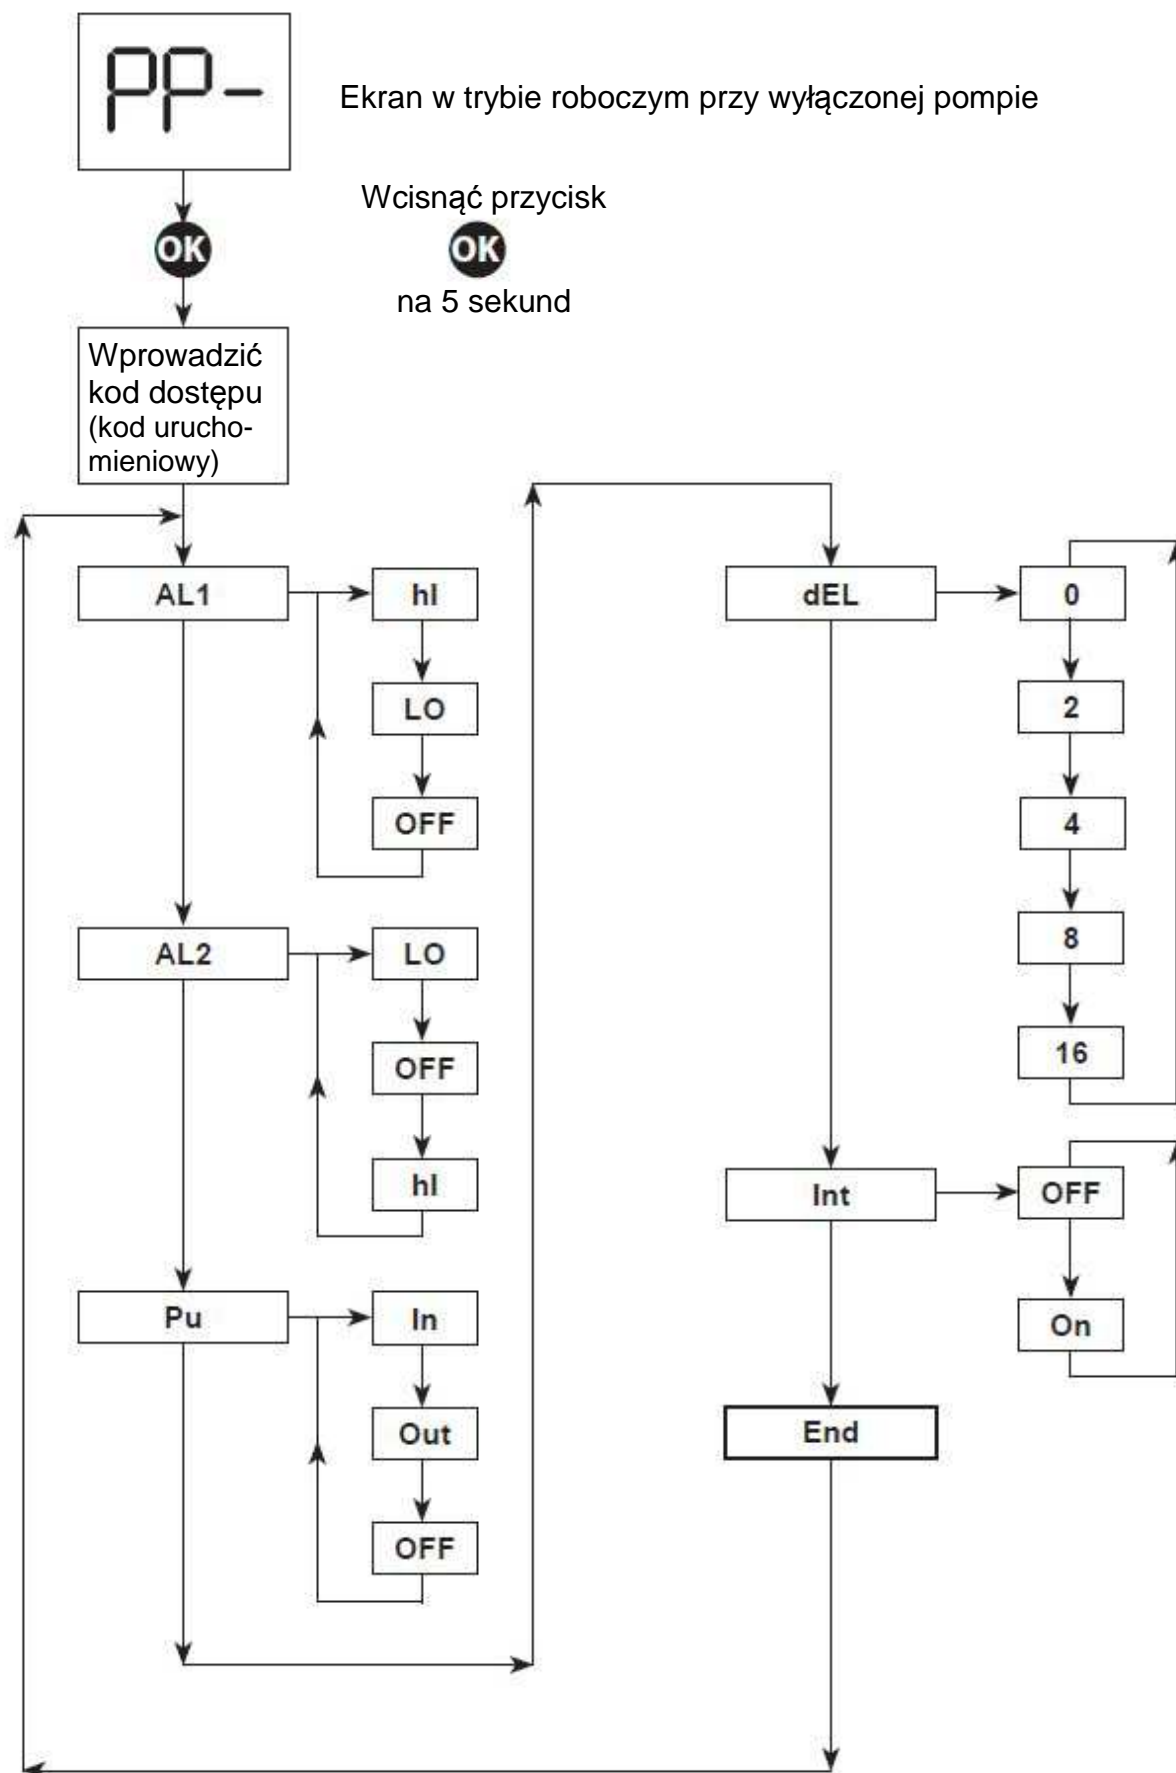 PP-
Ekran w trybie roboczym przy wyłączonej pompie
OK
Wcisnąć przycisk
OK
na 5 sekund
Wprowadzić
kod dostępu
(kod urucho-
mieniowy)
AL1
hI
LO
OFF
AL2
LO
OFF
hI
Pu
In
Out
OFF
dEL
0
2
4
8
16
Int
OFF
On
End